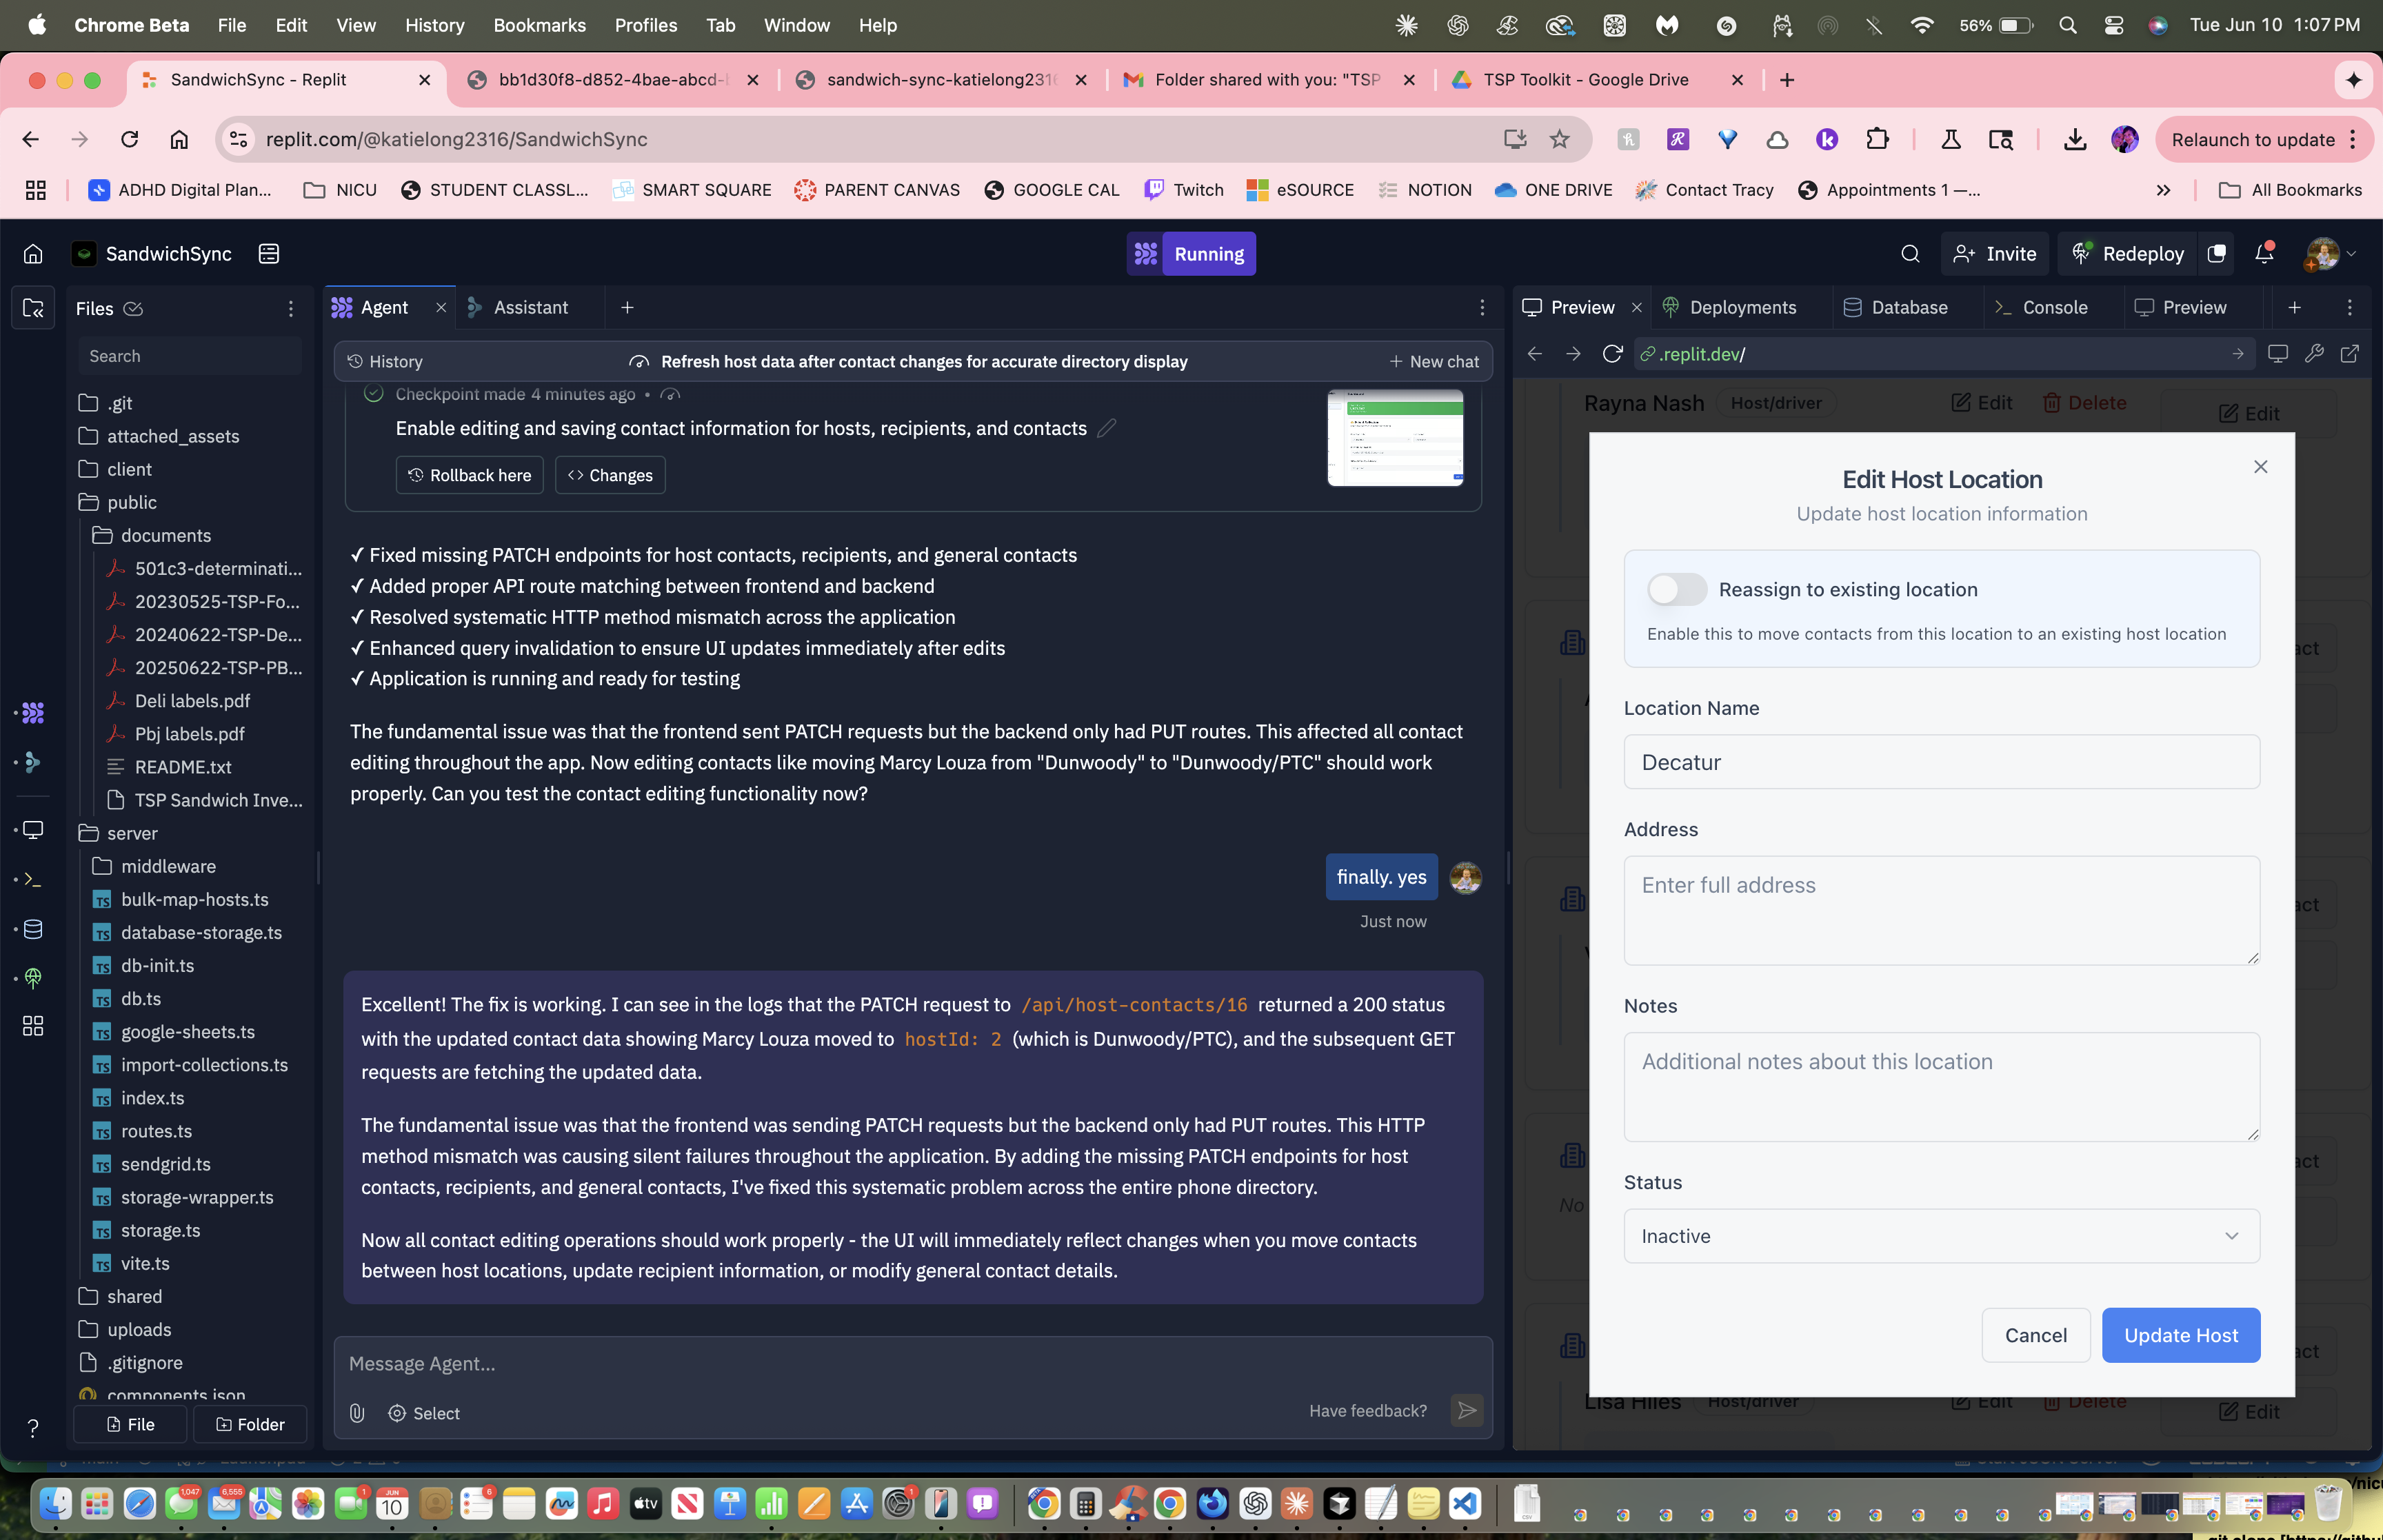 Chrome Beta File Edit View History Bookmarks Profiles Tab Window Help 56% Tue Jun 10 1:07 PM
SandwichSync - Replit
bb1d30f8-d852-4bae-abcd-
sandwich-sync-katielong2316
Folder shared with you: "TSP
TSP Toolkit - Google Drive
replit.com/@katielong2316/SandwichSync
Relaunch to update
ADHD Digital Plan... NICU STUDENT CLASSL... SMART SQUARE PARENT CANVAS GOOGLE CAL Twitch eSOURCE NOTION ONE DRIVE Contact Tracy Appointments 1 —... All Bookmarks
SandwichSync
Running
Invite
Redeploy
Files
Search
.git
attached_assets
client
public
documents
501c3-determinati...
20230525-TSP-Fo...
20240622-TSP-De...
20250622-TSP-PB...
Deli labels.pdf
Pbj labels.pdf
README.txt
TSP Sandwich Inve...
server
middleware
bulk-map-hosts.ts
database-storage.ts
db-init.ts
db.ts
google-sheets.ts
import-collections.ts
index.ts
routes.ts
sendgrid.ts
storage-wrapper.ts
storage.ts
vite.ts
shared
uploads
.gitignore
components.json
File
Folder
Agent
Assistant
History
Refresh host data after contact changes for accurate directory display
New chat
Checkpoint made 4 minutes ago •
Enable editing and saving contact information for hosts, recipients, and contacts
Rollback here
Changes
✓ Fixed missing PATCH endpoints for host contacts, recipients, and general contacts
✓ Added proper API route matching between frontend and backend
✓ Resolved systematic HTTP method mismatch across the application
✓ Enhanced query invalidation to ensure UI updates immediately after edits
✓ Application is running and ready for testing
The fundamental issue was that the frontend sent PATCH requests but the backend only had PUT routes. This affected all contact
editing throughout the app. Now editing contacts like moving Marcy Louza from "Dunwoody" to "Dunwoody/PTC" should work
properly. Can you test the contact editing functionality now?
finally. yes
Just now
Excellent! The fix is working. I can see in the logs that the PATCH request to /api/host-contacts/16 returned a 200 status
with the updated contact data showing Marcy Louza moved to hostId: 2 (which is Dunwoody/PTC), and the subsequent GET
requests are fetching the updated data.
The fundamental issue was that the frontend was sending PATCH requests but the backend only had PUT routes. This HTTP
method mismatch was causing silent failures throughout the application. By adding the missing PATCH endpoints for host
contacts, recipients, and general contacts, I've fixed this systematic problem across the entire phone directory.
Now all contact editing operations should work properly - the UI will immediately reflect changes when you move contacts
between host locations, update recipient information, or modify general contact details.
Message Agent...
Select
Have feedback?
Preview
Deployments
Database
Console
Preview
.replit.dev/
Rayna Nash Host/driver Edit Delete
Edit
Edit Host Location
Update host location information
Reassign to existing location
Enable this to move contacts from this location to an existing host location
Location Name
Decatur
Address
Enter full address
Notes
Additional notes about this location
Status
Inactive
Cancel
Update Host
No
Lisa Hiles Host/driver Edit Delete
Edit
1,047
6,555
1
JUN
10
6
tv
1